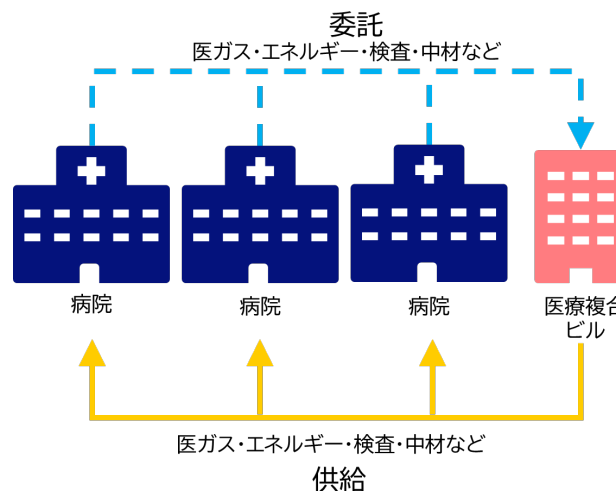 委託
医ガス・エネルギー・検査・中材など
病院
病院
病院
医療複合
ビル
医ガス・エネルギー・検査・中材など
供給